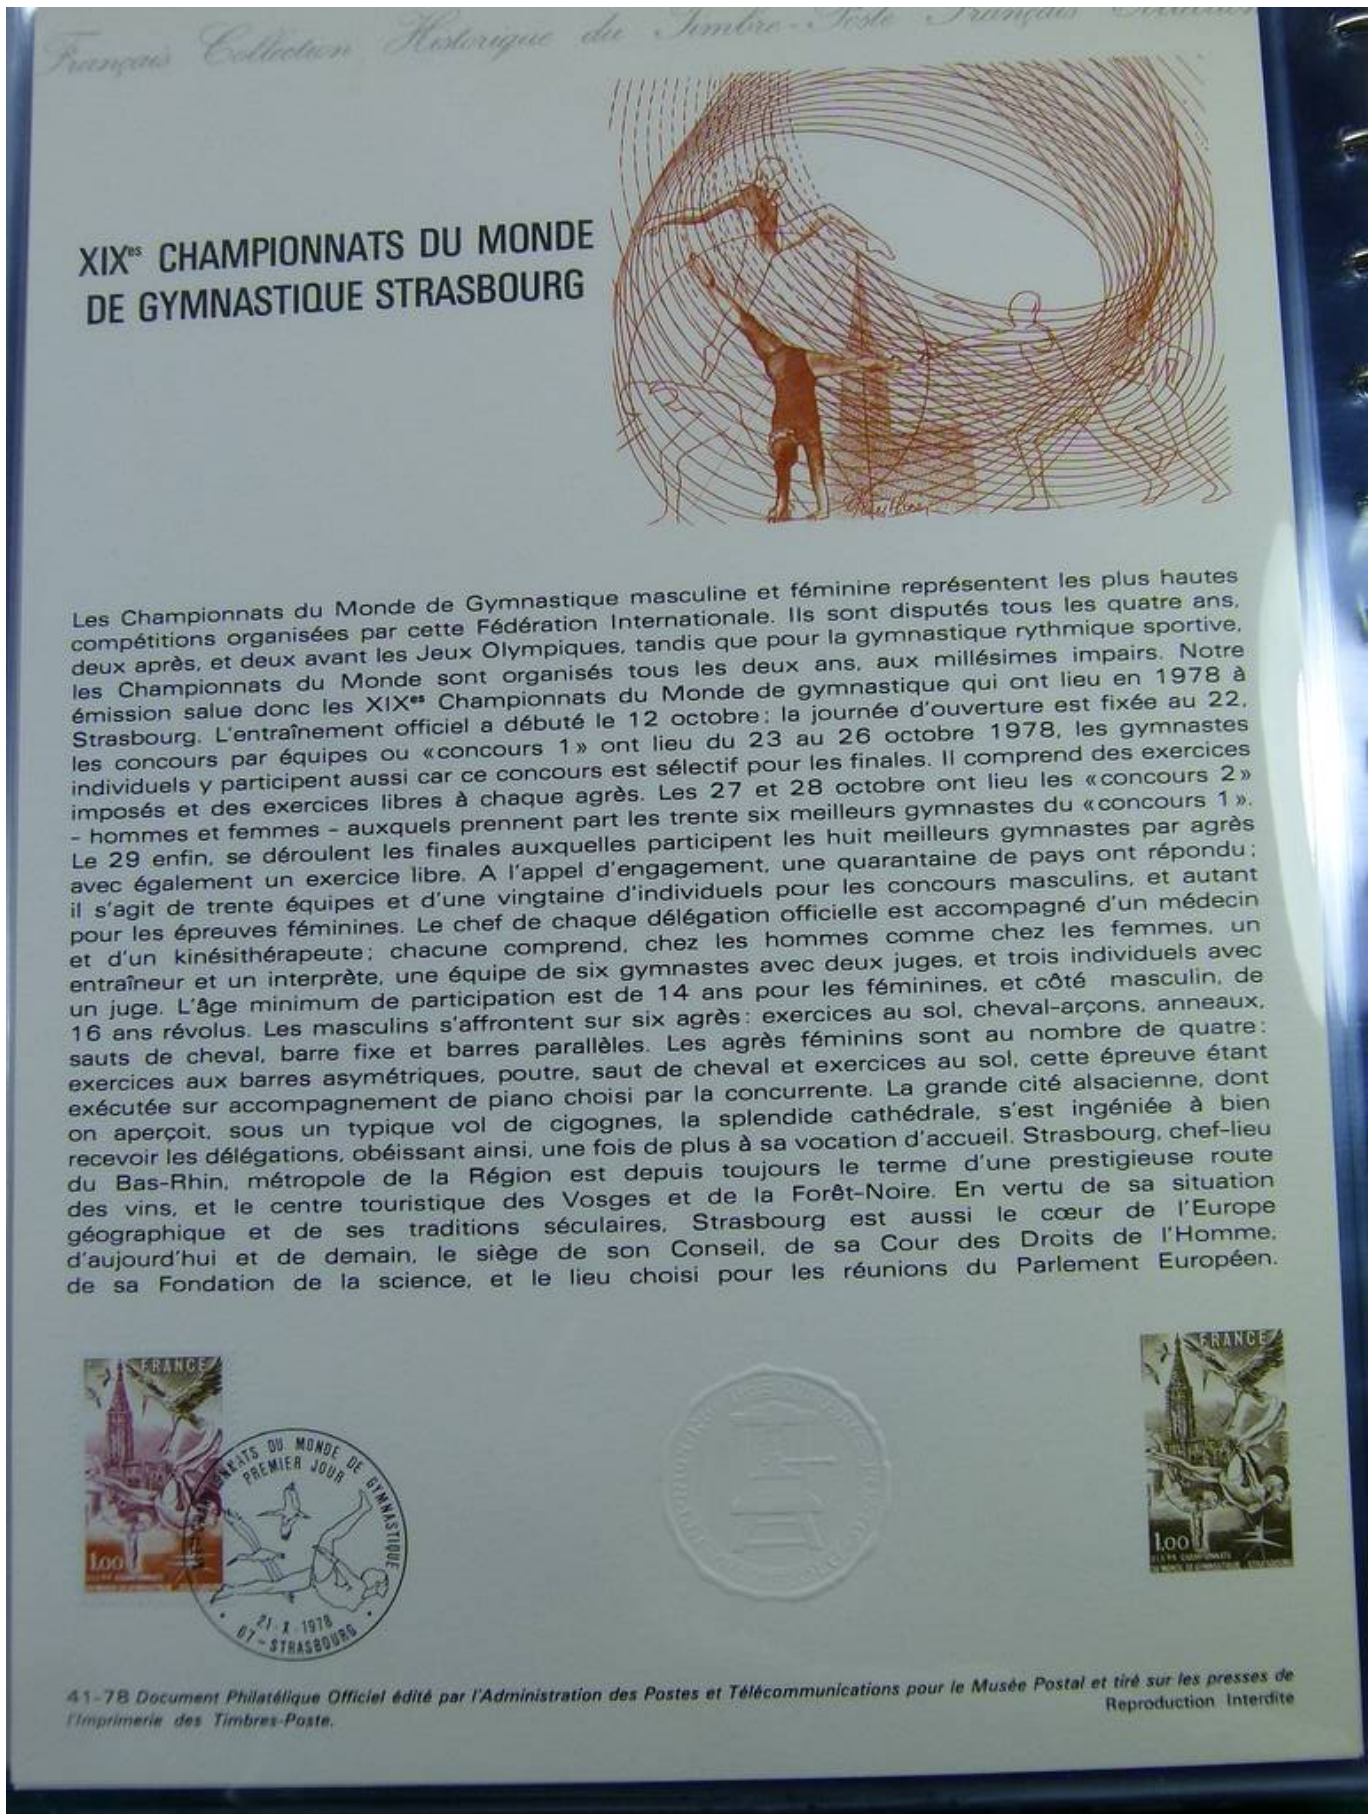 Français Collection Historique du Timbre-Poste Français
XIXes CHAMPIONNATS DU MONDE
DE GYMNASTIQUE STRASBOURG
Les Championnats du Monde de Gymnastique masculine et féminine représentent les plus hautes
compétitions organisées par cette Fédération Internationale. Ils sont disputés tous les quatre ans,
deux après, et deux avant les Jeux Olympiques, tandis que pour la gymnastique rythmique sportive,
les Championnats du Monde sont organisés tous les deux ans, aux millésimes impairs. Notre
émission salue donc les XIXes Championnats du Monde de gymnastique qui ont lieu en 1978 à
Strasbourg. L'entraînement officiel a débuté le 12 octobre; la journée d'ouverture est fixée au 22,
les concours par équipes ou «concours 1» ont lieu du 23 au 26 octobre 1978, les gymnastes
individuels y participent aussi car ce concours est sélectif pour les finales. Il comprend des exercices
imposés et des exercices libres à chaque agrès. Les 27 et 28 octobre ont lieu les «concours 2»
- hommes et femmes - auxquels prennent part les trente six meilleurs gymnastes du «concours 1».
Le 29 enfin, se déroulent les finales auxquelles participent les huit meilleurs gymnastes par agrès
avec également un exercice libre. A l'appel d'engagement, une quarantaine de pays ont répondu;
il s'agit de trente équipes et d'une vingtaine d'individuels pour les concours masculins, et autant
pour les épreuves féminines. Le chef de chaque délégation officielle est accompagné d'un médecin
et d'un kinésithérapeute; chacune comprend, chez les hommes comme chez les femmes, un
entraîneur et un interprète, une équipe de six gymnastes avec deux juges, et trois individuels avec
un juge. L'âge minimum de participation est de 14 ans pour les féminines, et côté masculin, de
16 ans révolus. Les masculins s'affrontent sur six agrès: exercices au sol, cheval-arçons, anneaux,
sauts de cheval, barre fixe et barres parallèles. Les agrès féminins sont au nombre de quatre:
exercices aux barres asymétriques, poutre, saut de cheval et exercices au sol, cette épreuve étant
exécutée sur accompagnement de piano choisi par la concurrente. La grande cité alsacienne, dont
on aperçoit, sous un typique vol de cigognes, la splendide cathédrale, s'est ingéniée à bien
recevoir les délégations, obéissant ainsi, une fois de plus à sa vocation d'accueil. Strasbourg, chef-lieu
du Bas-Rhin, métropole de la Région est depuis toujours le terme d'une prestigieuse route
des vins, et le centre touristique des Vosges et de la Forêt-Noire. En vertu de sa situation
géographique et de ses traditions séculaires, Strasbourg est aussi le cœur de l'Europe
d'aujourd'hui et de demain, le siège de son Conseil, de sa Cour des Droits de l'Homme,
de sa Fondation de la science, et le lieu choisi pour les réunions du Parlement Européen.
FRANCE
1.00
DU MONDE DE GYMNASTIQUE
PREMIER JOUR
21-X-1978
67-STRASBOURG
FRANCE
1.00
41-78 Document Philatélique Officiel édité par l'Administration des Postes et Télécommunications pour le Musée Postal et tiré sur les presses de
l'Imprimerie des Timbres-Poste.
Reproduction Interdite